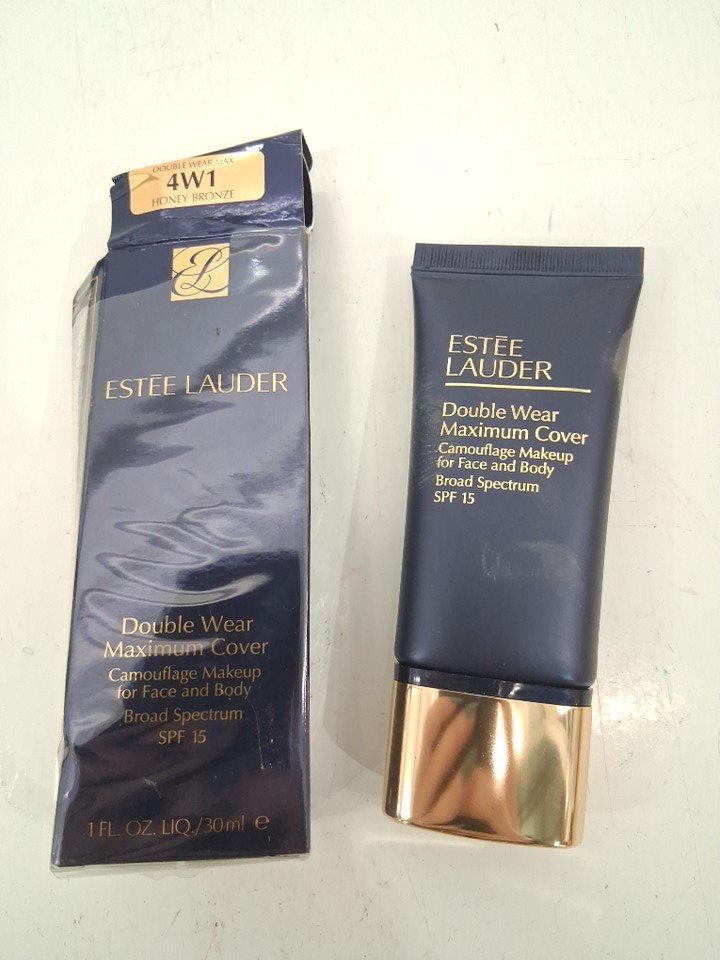 DOUBLE WEAR MAX
4W1
HONEY BRONZE
ESTĒE LAUDER
Double Wear
Maximum Cover
Camouflage Makeup
for Face and Body
Broad Spectrum
SPF 15
1 FL. OZ. LIQ./30ml e
ESTĒE
LAUDER
Double Wear
Maximum Cover
Camouflage Makeup
for Face and Body
Broad Spectrum
SPF 15